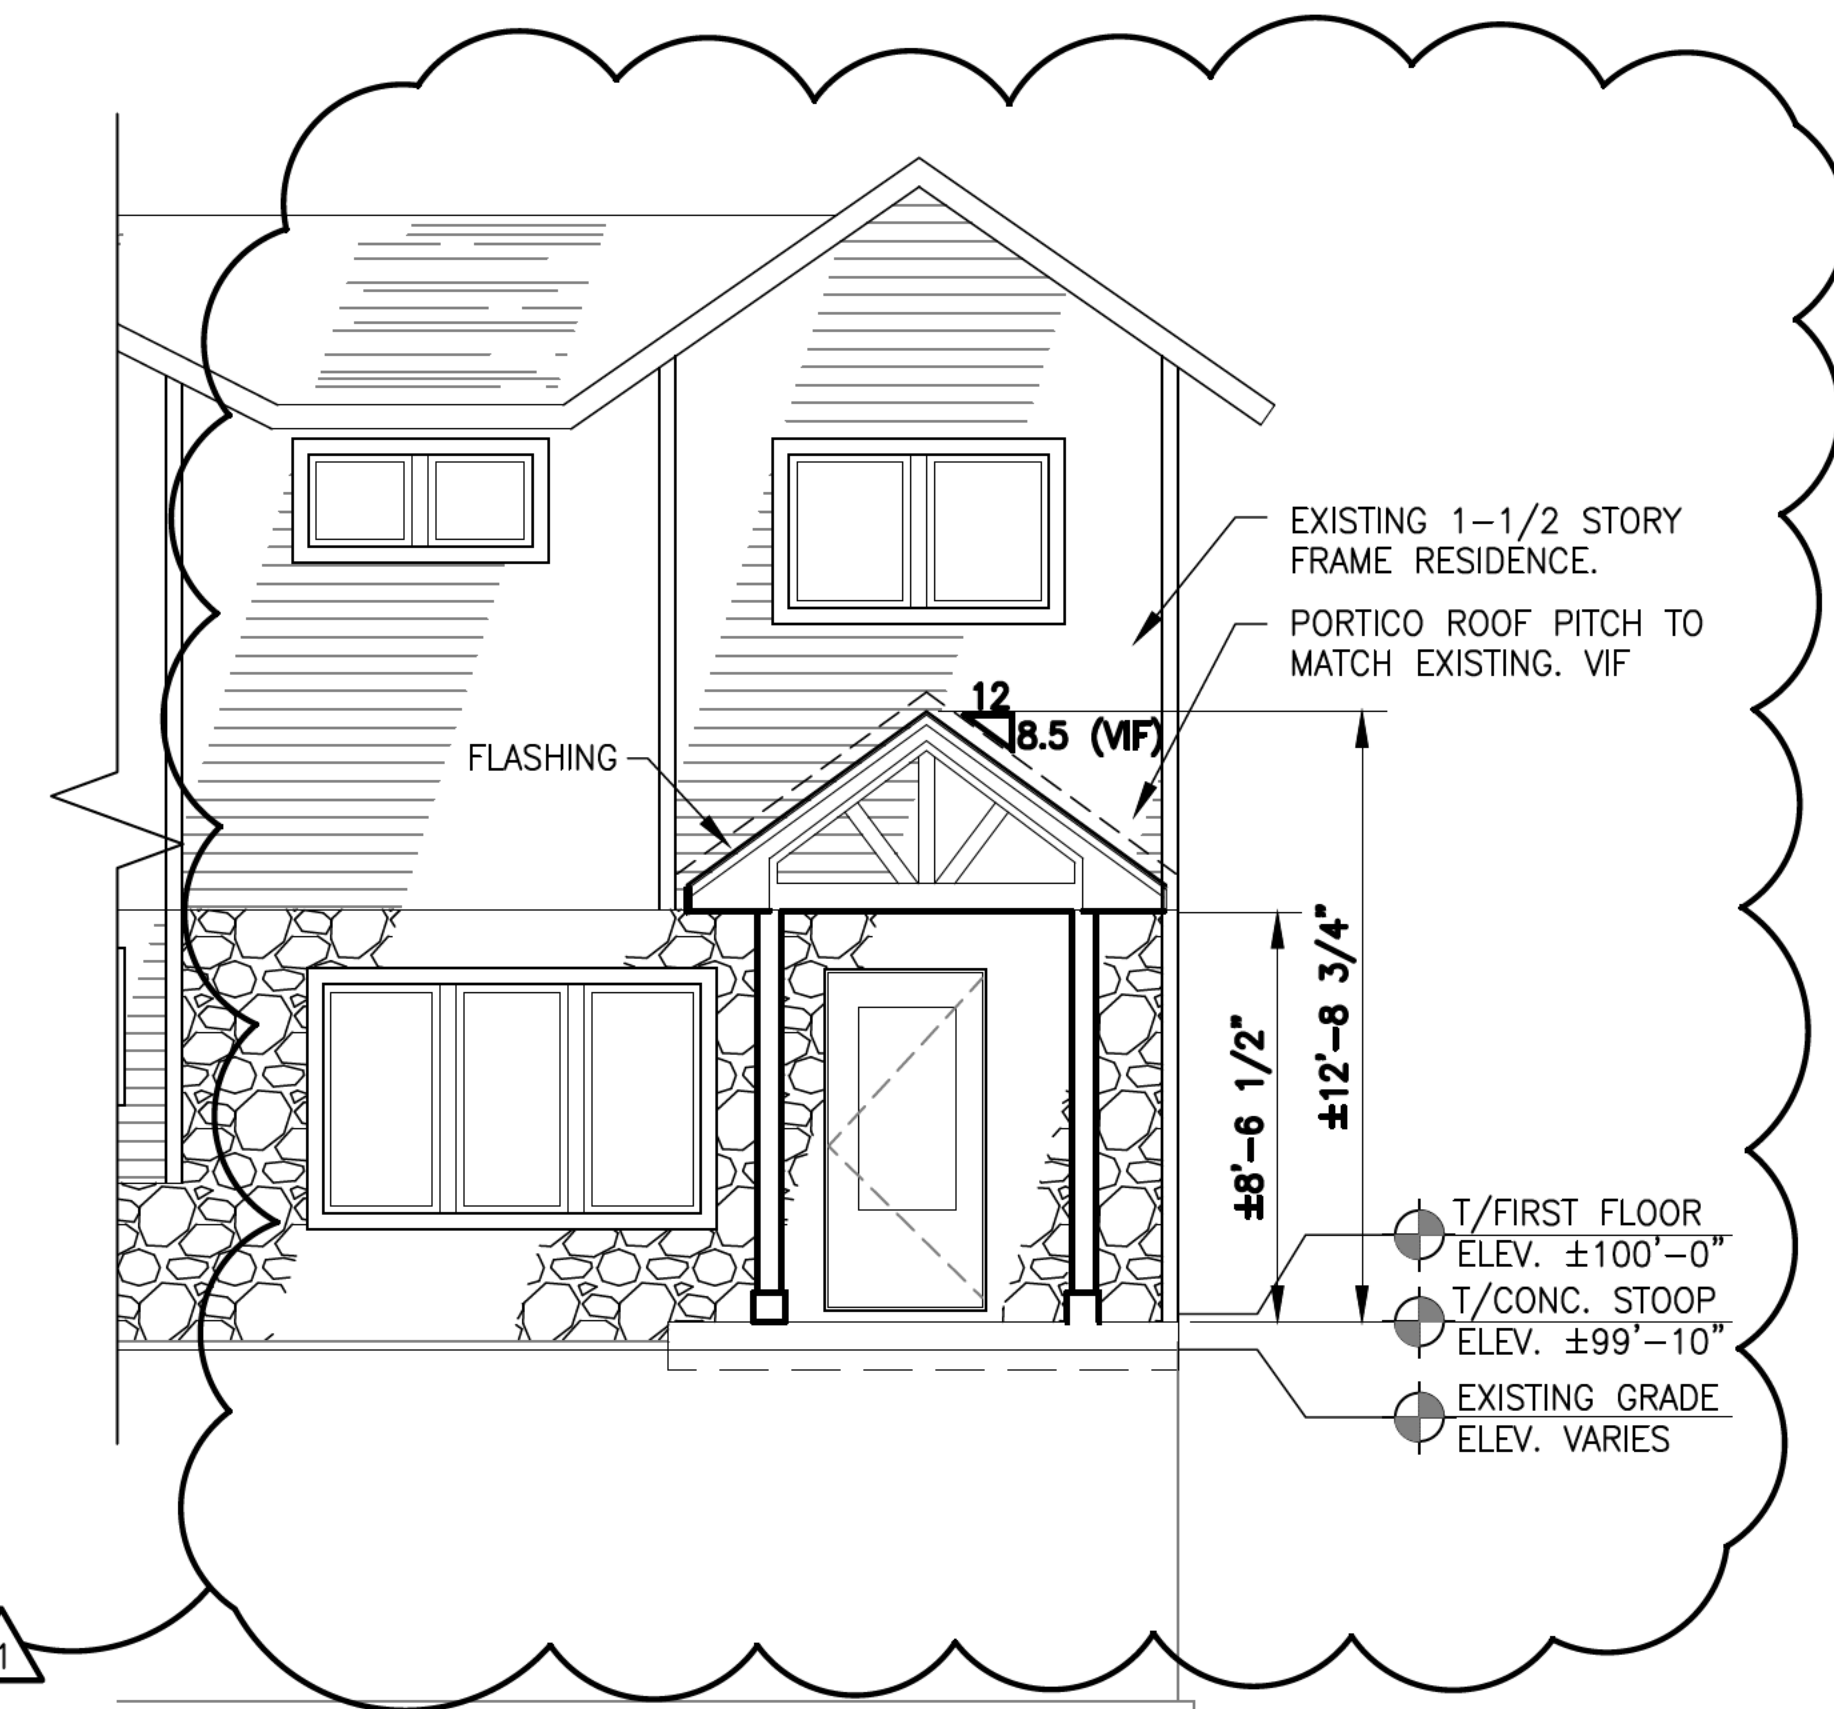 EXISTING 1-1/2 STORY
FRAME RESIDENCE.
PORTICO ROOF PITCH TO
MATCH EXISTING. VIF
12
8.5 (VIF)
FLASHING
±8'-6 1/2"
±12'-8 3/4"
T/FIRST FLOOR
ELEV. ±100'-0"
T/CONC. STOOP
ELEV. ±99'-10"
EXISTING GRADE
ELEV. VARIES
1